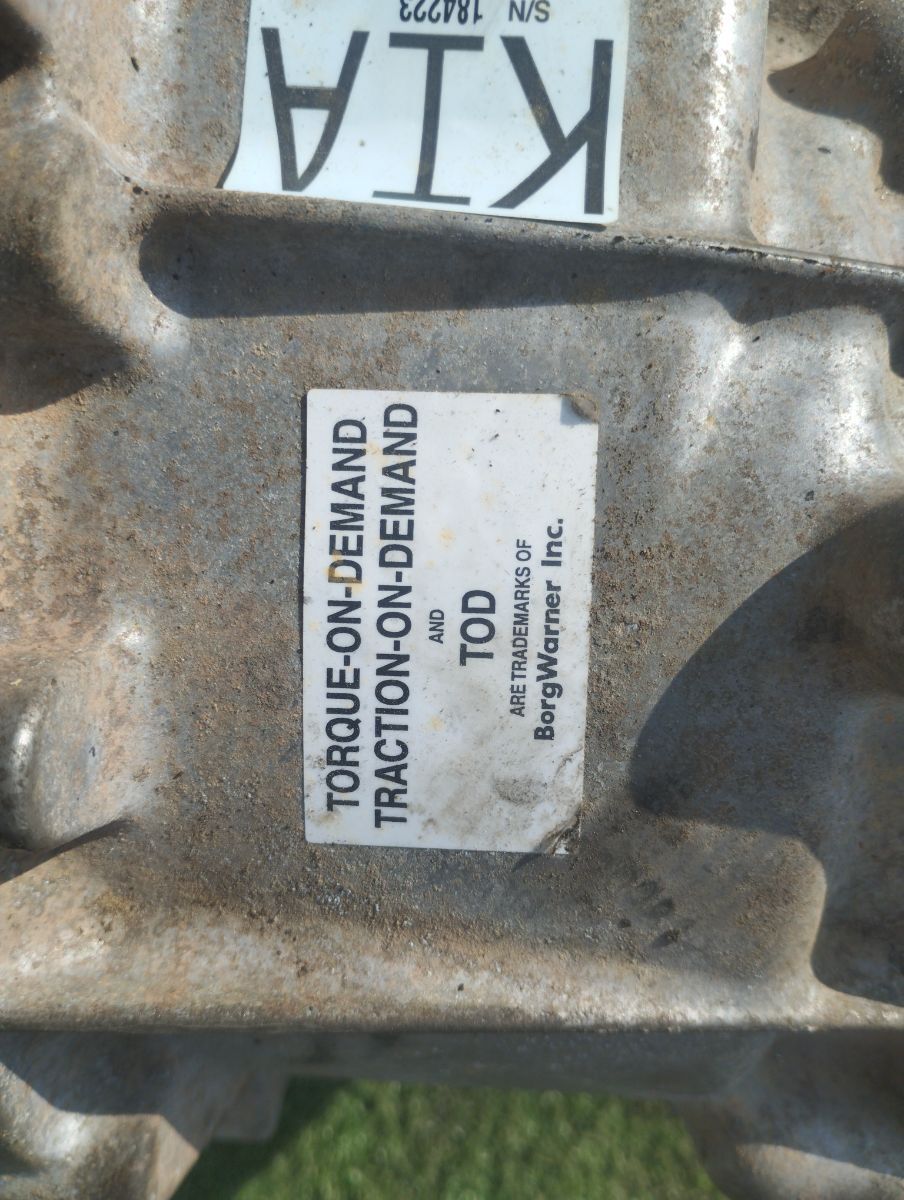 S/N 184223
KIA
TORQUE-ON-DEMAND
TRACTION-ON-DEMAND
AND
TOD
ARE TRADEMARKS OF
BorgWarner Inc.